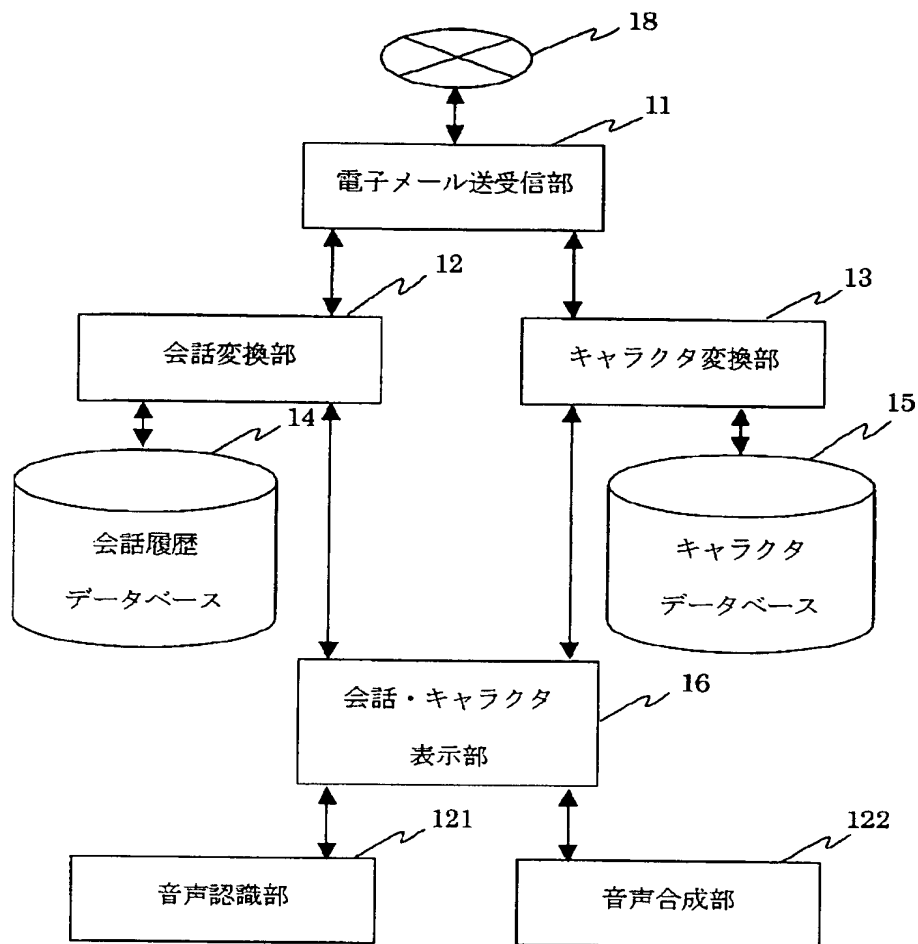 18
11
電子メール送受信部
12
13
会話変換部
キャラクタ変換部
14
15
会話履歴
データベース
キャラクタ
データベース
16
会話・キャラクタ
表示部
121
122
音声認識部
音声合成部